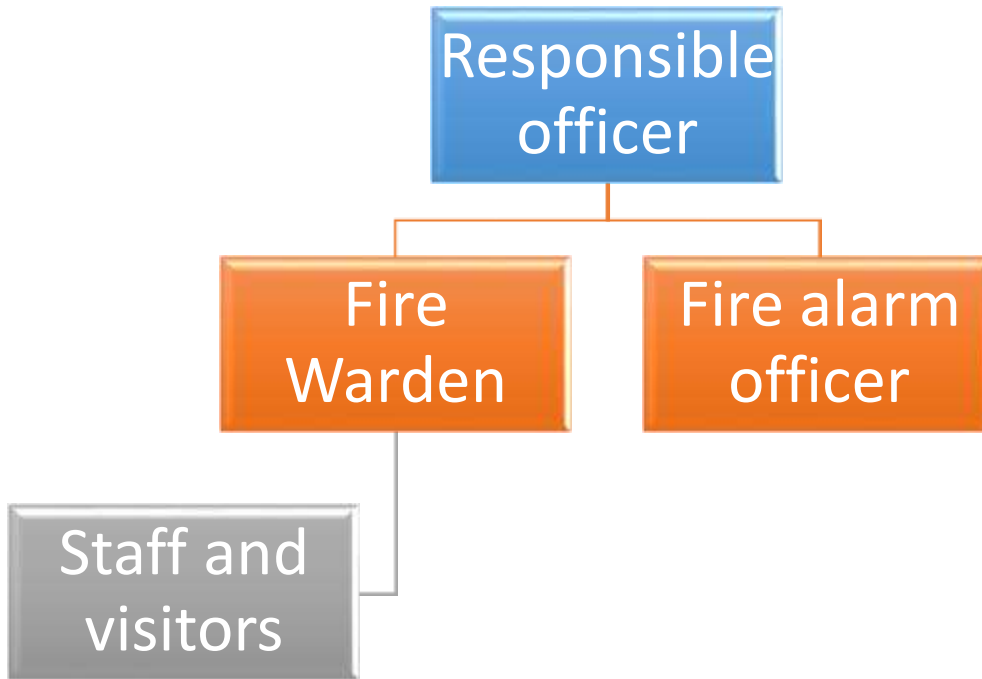 Responsible
officer
Fire
Warden
Fire alarm
officer
Staff and
visitors